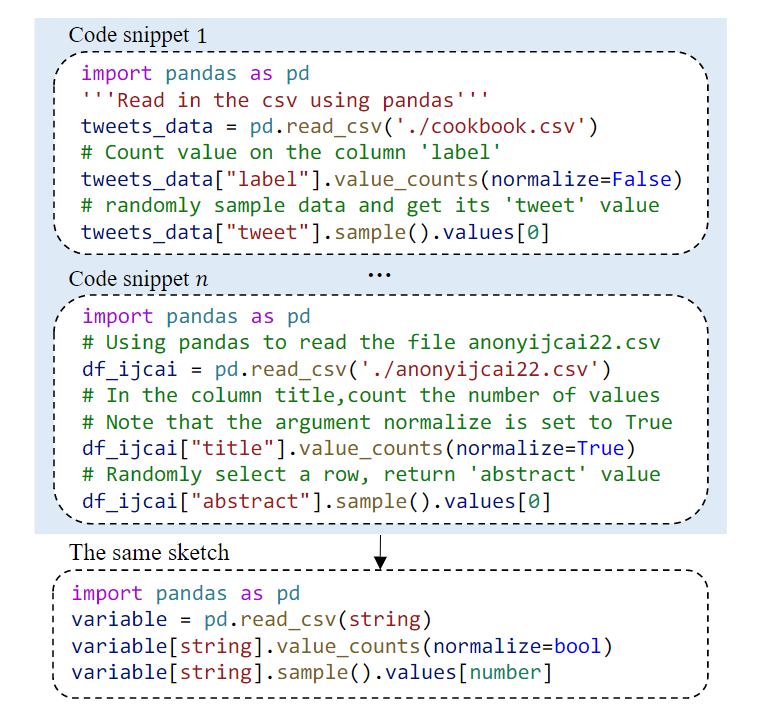 Code snippet 1
import pandas as pd
'''Read in the csv using pandas'''
tweets_data = pd.read_csv('./cookbook.csv')
# Count value on the column 'label'
tweets_data["label"].value_counts(normalize=False)
# randomly sample data and get its 'tweet' value
tweets_data["tweet"].sample().values[0]
...
Code snippet n
import pandas as pd
# Using pandas to read the file anonyijcai22.csv
df_ijcai = pd.read_csv('./anonyijcai22.csv')
# In the column title,count the number of values
# Note that the argument normalize is set to True
df_ijcai["title"].value_counts(normalize=True)
# Randomly select a row, return 'abstract' value
df_ijcai["abstract"].sample().values[0]
The same sketch
import pandas as pd
variable = pd.read_csv(string)
variable[string].value_counts(normalize=bool)
variable[string].sample().values[number]